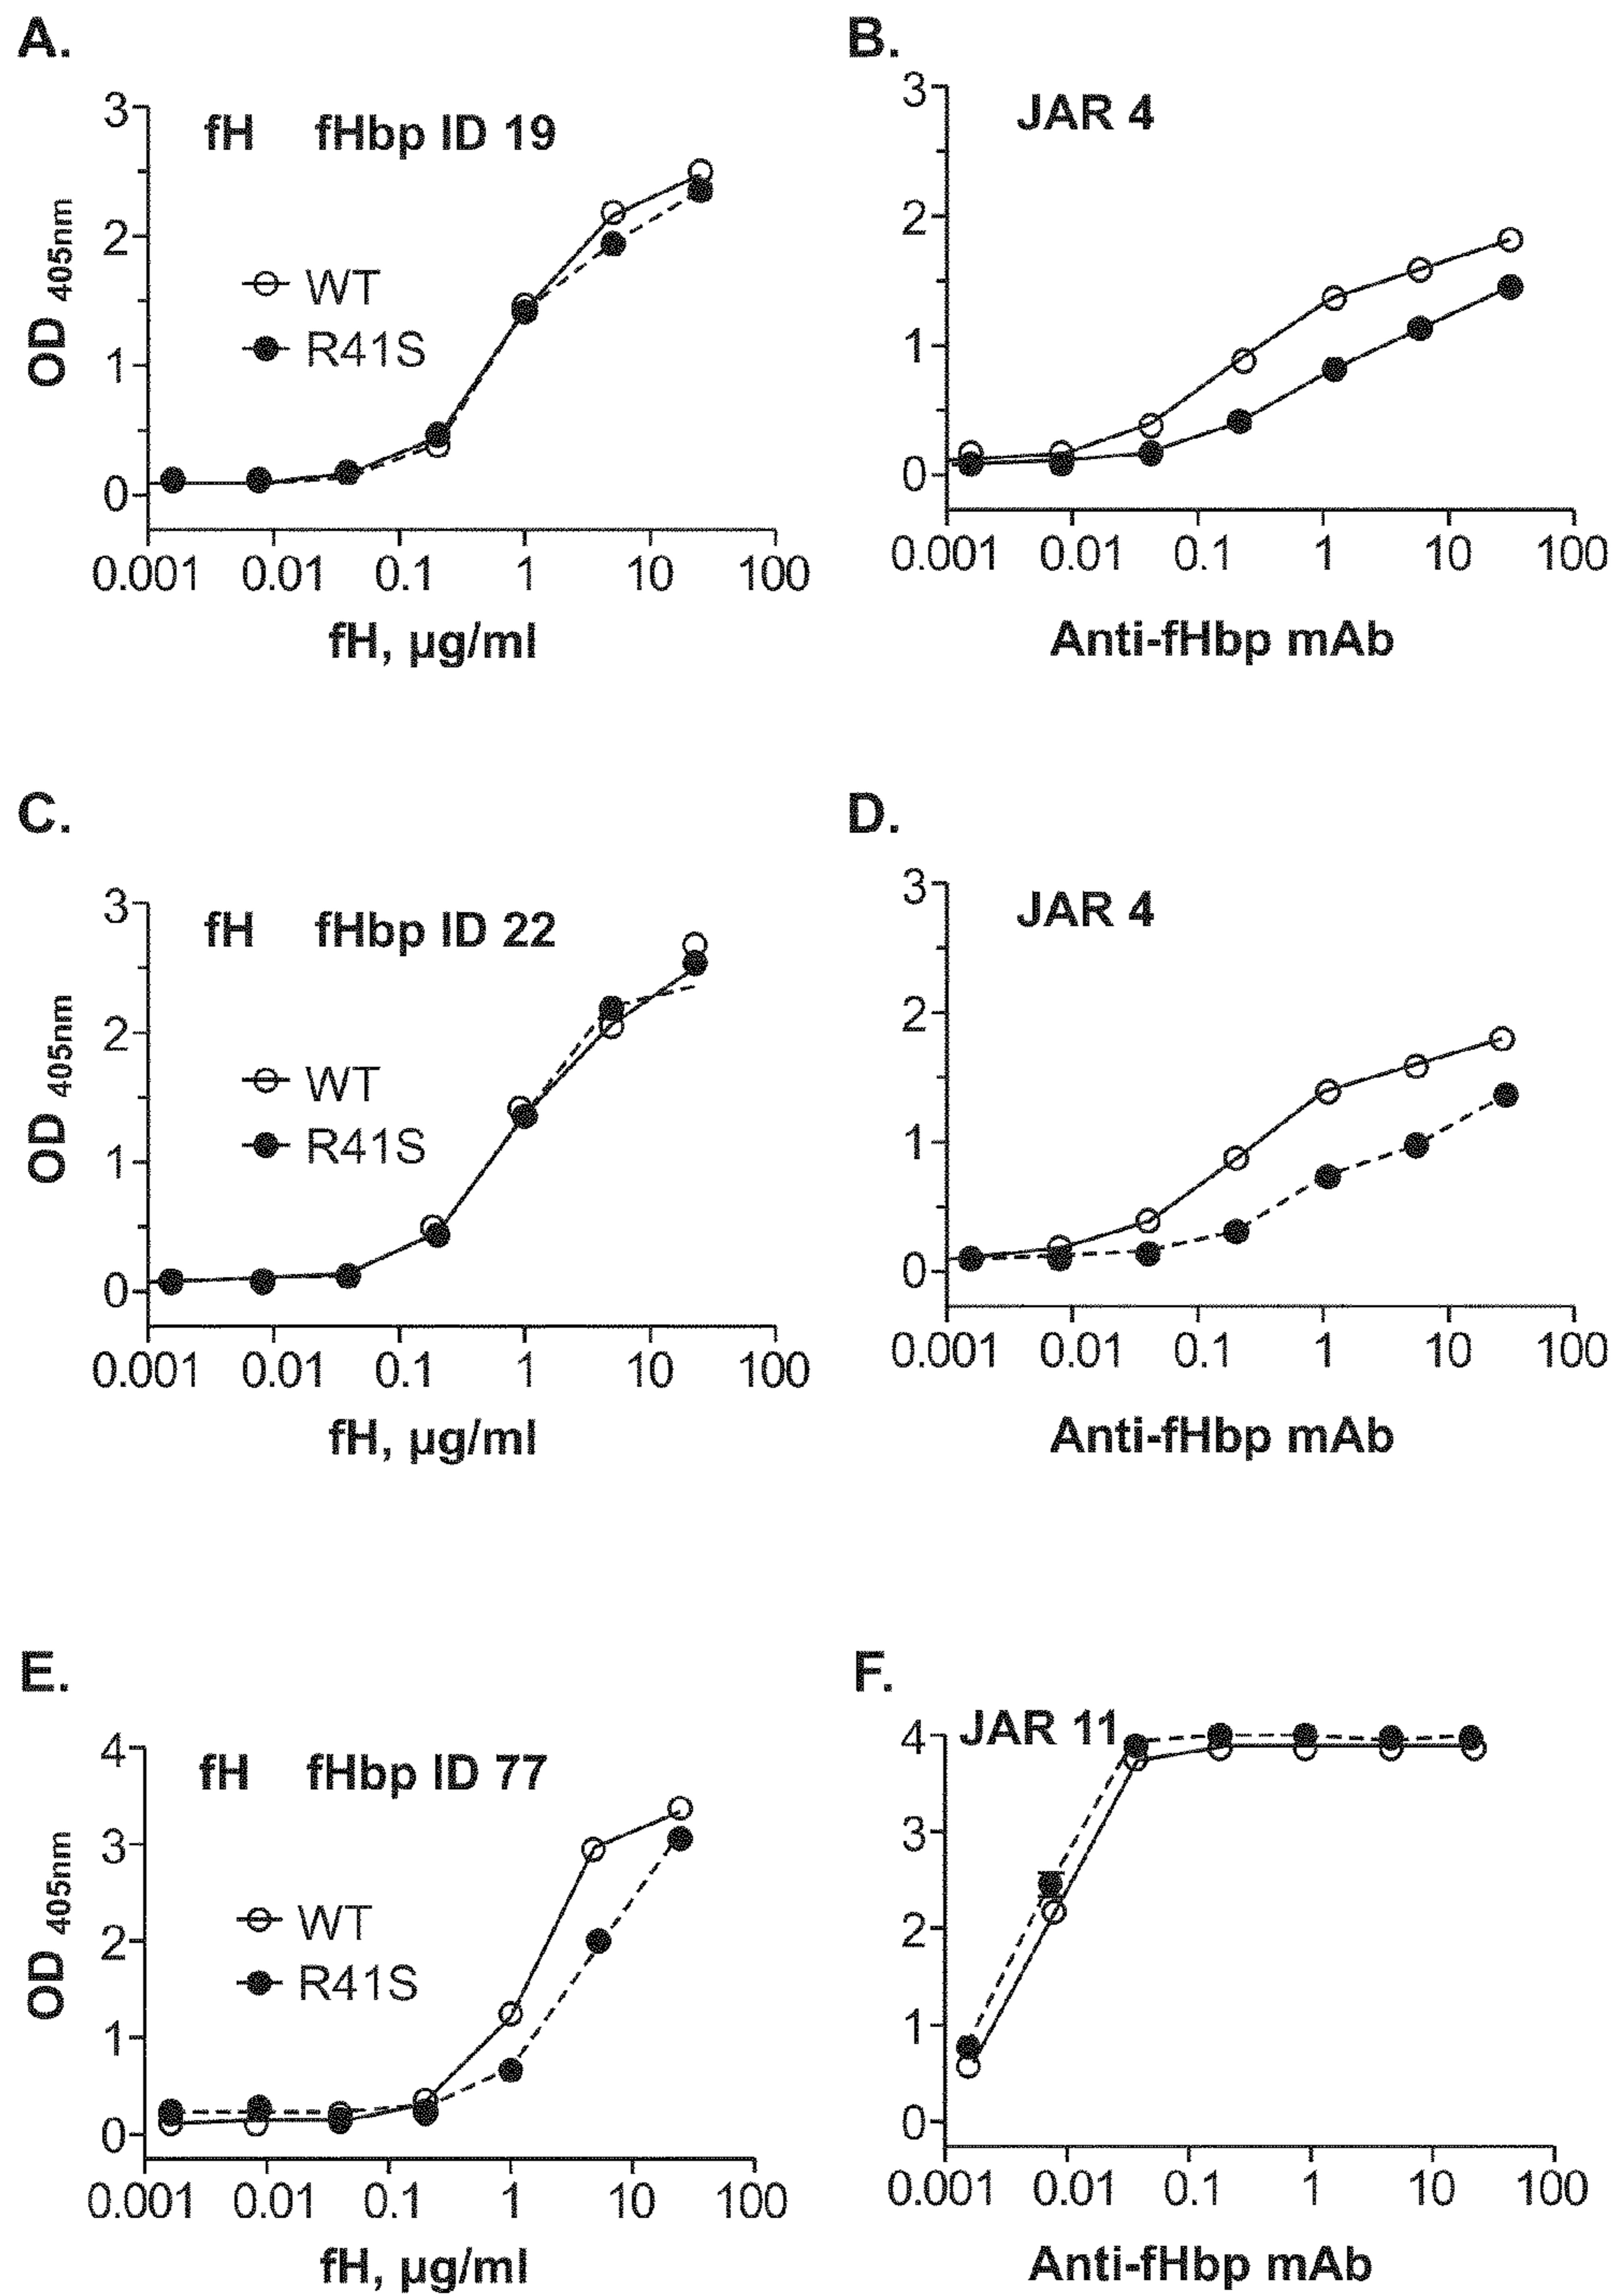 A.
fH fHbp ID 19
OD 405nm
3
2
1
0
WT
R41S
0.001 0.01 0.1 1 10 100
fH, µg/ml
B.
JAR 4
3
2
1
0
0.001 0.01 0.1 1 10 100
Anti-fHbp mAb
C.
fH fHbp ID 22
OD 405nm
3
2
1
0
WT
R41S
0.001 0.01 0.1 1 10 100
fH, µg/ml
D.
JAR 4
3
2
1
0
0.001 0.01 0.1 1 10 100
Anti-fHbp mAb
E.
fH fHbp ID 77
OD 405nm
4
3
2
1
0
WT
R41S
0.001 0.01 0.1 1 10 100
fH, µg/ml
F.
JAR 11
4
3
2
1
0
0.001 0.01 0.1 1 10 100
Anti-fHbp mAb